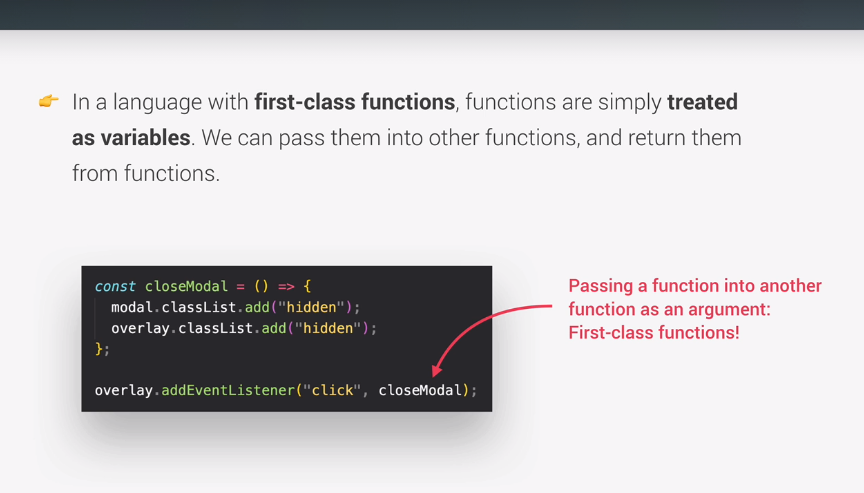 In a language with first-class functions, functions are simply treated
as variables. We can pass them into other functions, and return them
from functions.
const closeModal = () => {
  modal.classList.add("hidden");
  overlay.classList.add("hidden");
};
overlay.addEventListener("click", closeModal);
Passing a function into another
function as an argument:
First-class functions!